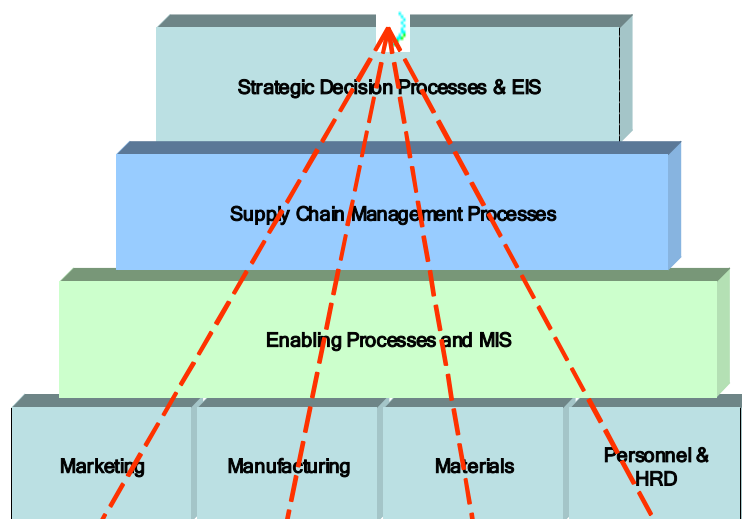 Strategic Decision Processes & EIS
Supply Chain Management Processes
Enabling Processes and MIS
Marketing
Manufacturing
Materials
Personnel &
HRD